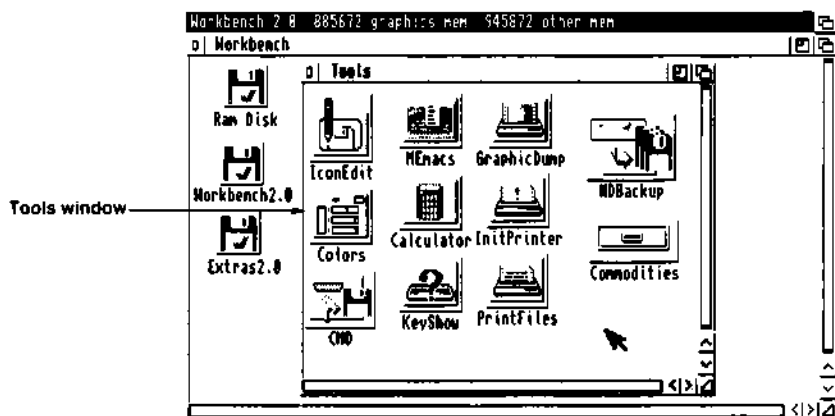 Workbench 2.0 885672 graphics mem 945872 other mem
Workbench
Tools
Ram Disk
IconEdit
MEmacs
GraphicDump
HDBackup
Workbench2.0
Tools window
Colors
Calculator
InitPrinter
Commodities
Extras2.0
CMD
KeyShow
PrintFiles